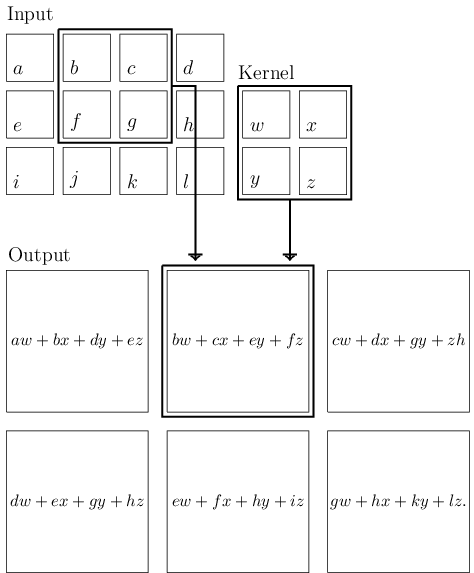 Input
a b c d
Kernel
e f g h
w x
i j k l
y z
Output
aw + bx + dy + ez bw + cx + ey + fz cw + dx + gy + zh
dw + ex + gy + hz ew + fx + hy + iz gw + hx + ky + lz.